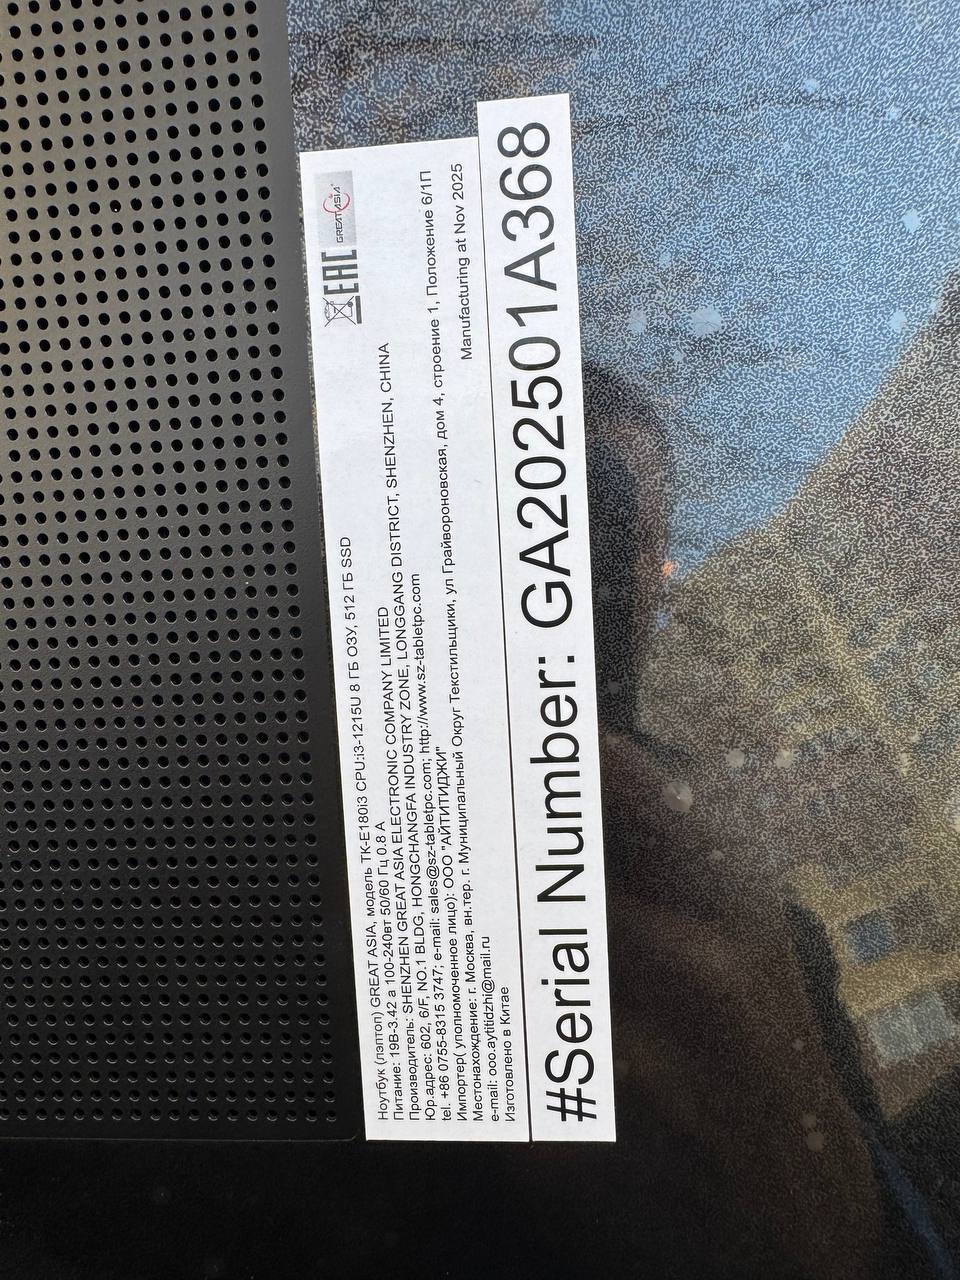 Ноутбук (лэптоп) GREAT ASIA, модель TK-E180i3 CPU:i3-1215U 8 ГБ ОЗУ, 512 ГБ SSD
Питание: 19В-3.42 а 100-240вт 50/60 Гц 0.8 А
Производитель: SHENZHEN GREAT ASIA ELECTRONIC COMPANY LIMITED
Юр.адрес: 602, 6/F, NO.1 BLDG, HONGCHANGFA INDUSTRY ZONE, LONGGANG DISTRICT, SHENZHEN, CHINA
tel. +86 0755-8315 3747; e-mail: sales@sz-tabletpc.com; http://www.sz-tabletpc.com
Импортер( уполномоченное лицо): ООО "АЙТИТИДЖИ"
Местонахождение: г. Москва, вн.тер. г. Муниципальный Округ Текстильщики, ул Грайвороновская, дом 4, строение 1, Положение 6/1П
e-mail: ooo.aytitidzhi@mail.ru
Изготовлено в Китае
Manufacturing at Nov 2025
EAC
GREAT ASIA
#Serial Number: GA202501A368